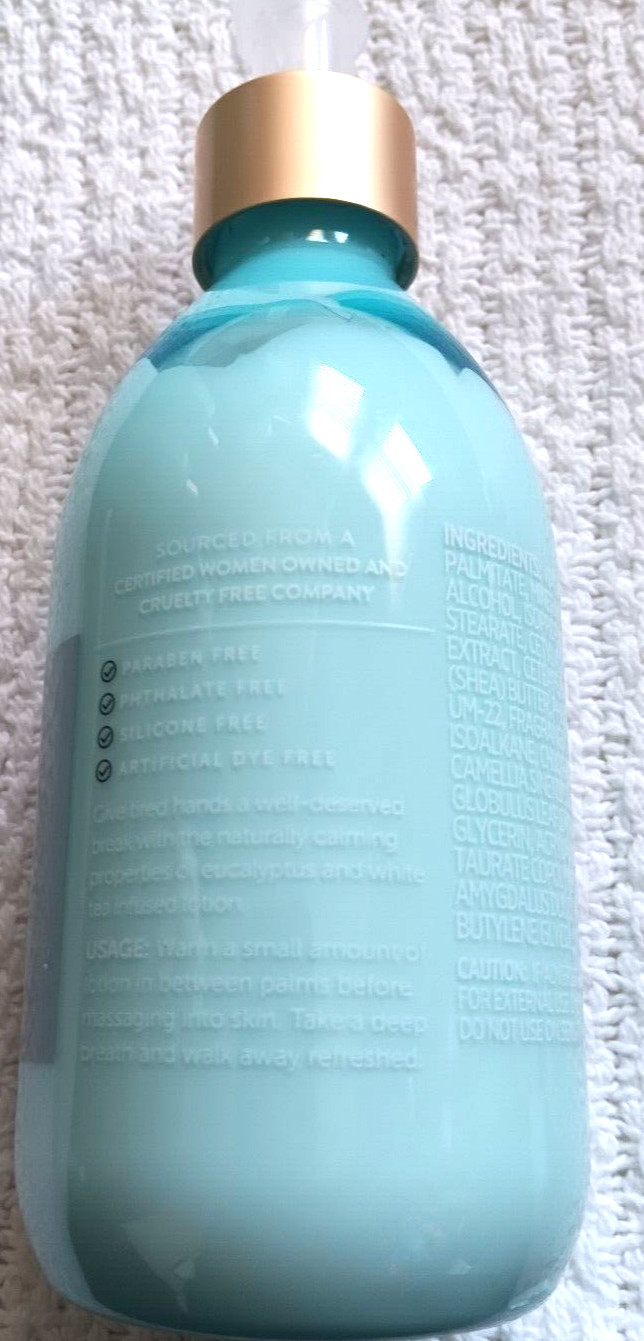 SOURCED FROM A
CERTIFIED WOMEN OWNED AND
CRUELTY FREE COMPANY
PARABEN FREE
PHTHALATE FREE
SILICONE FREE
ARTIFICIAL DYE FREE
Give tired hands a well-deserved
break with the naturally calming
properties of eucalyptus and white
tea infused lotion.
USAGE: Warm a small amount of
lotion in between palms before
massaging into skin. Take a deep
breath and walk away refreshed.
INGREDIENTS:
PALMITATE,
ALCOHOL,
STEARATE,
EXTRACT,
(SHEA) BUTTER
UM-22,
ISOALKANE
CAMELLIA
GLOBULUS
GLYCERIN,
TAURATE
AMYGDALUS
BUTYLENE
CAUTION:
FOR EXTERNAL
DO NOT USE